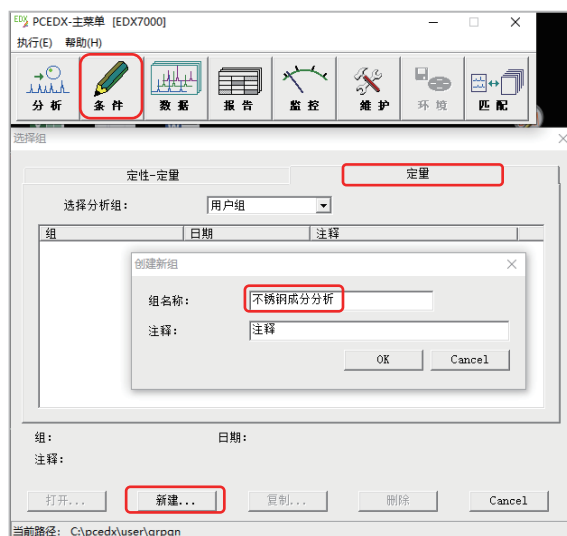 EDX PCEDX-主菜单 [EDX7000]
执行(E) 帮助(H)
分析 条件 数据 报告 监控 维护 环境 匹配
选择组
定性-定量 定量
选择分析组: 用户组
组 日期 注释
创建新组
组名称: 不锈钢成分分析
注释: 注释
OK Cancel
组: 日期:
注释:
打开... 新建... 复制... 删除 Cancel
当前路径: C:\pcedx\user\qrpqn